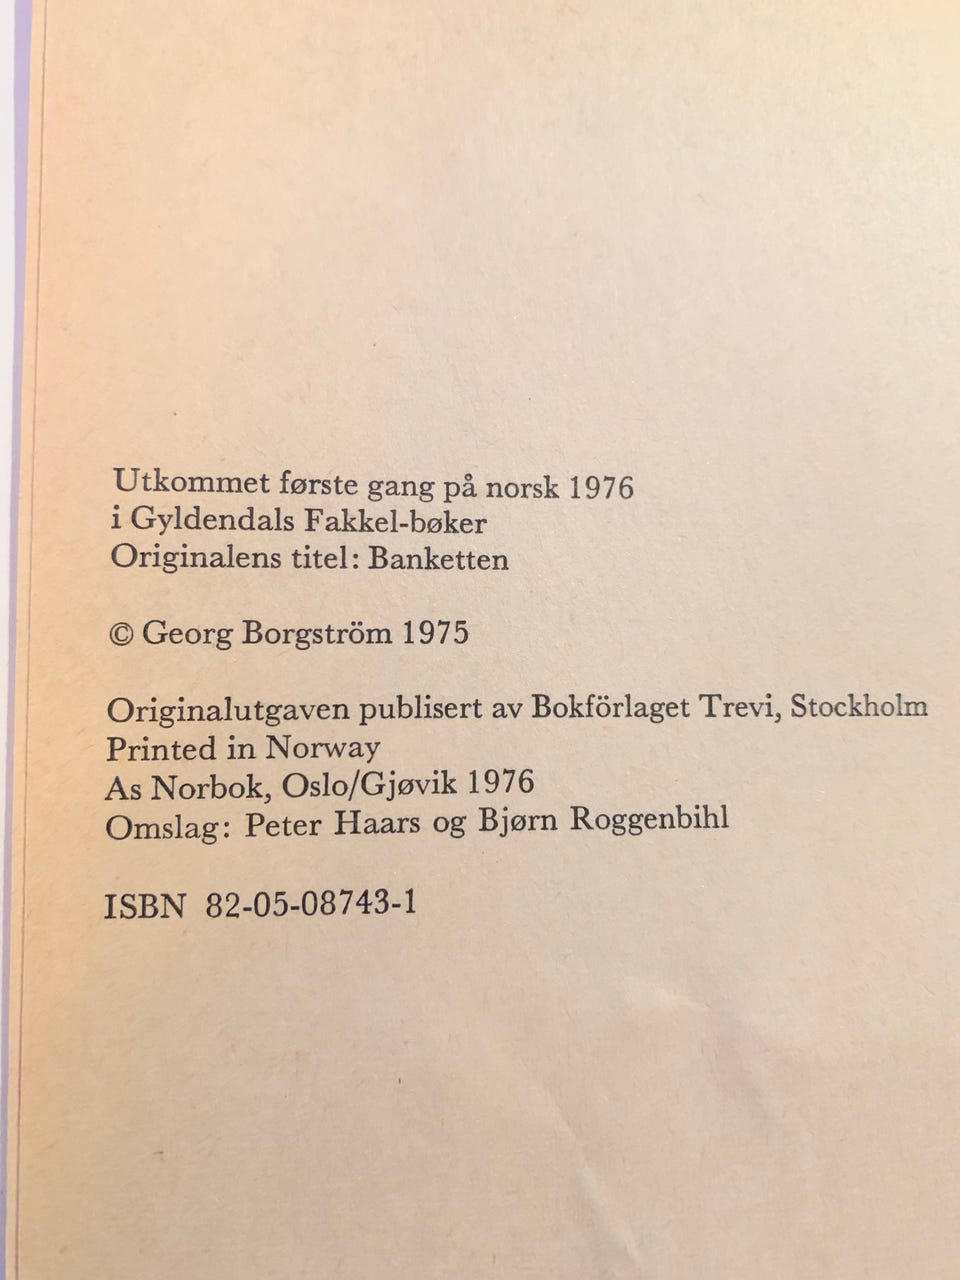 Utkommet første gang på norsk 1976
i Gyldendals Fakkel-bøker
Originalens titel: Banketten
© Georg Borgström 1975
Originalutgaven publisert av Bokförlaget Trevi, Stockholm
Printed in Norway
As Norbok, Oslo/Gjøvik 1976
Omslag: Peter Haars og Bjørn Roggenbihl
ISBN 82-05-08743-1